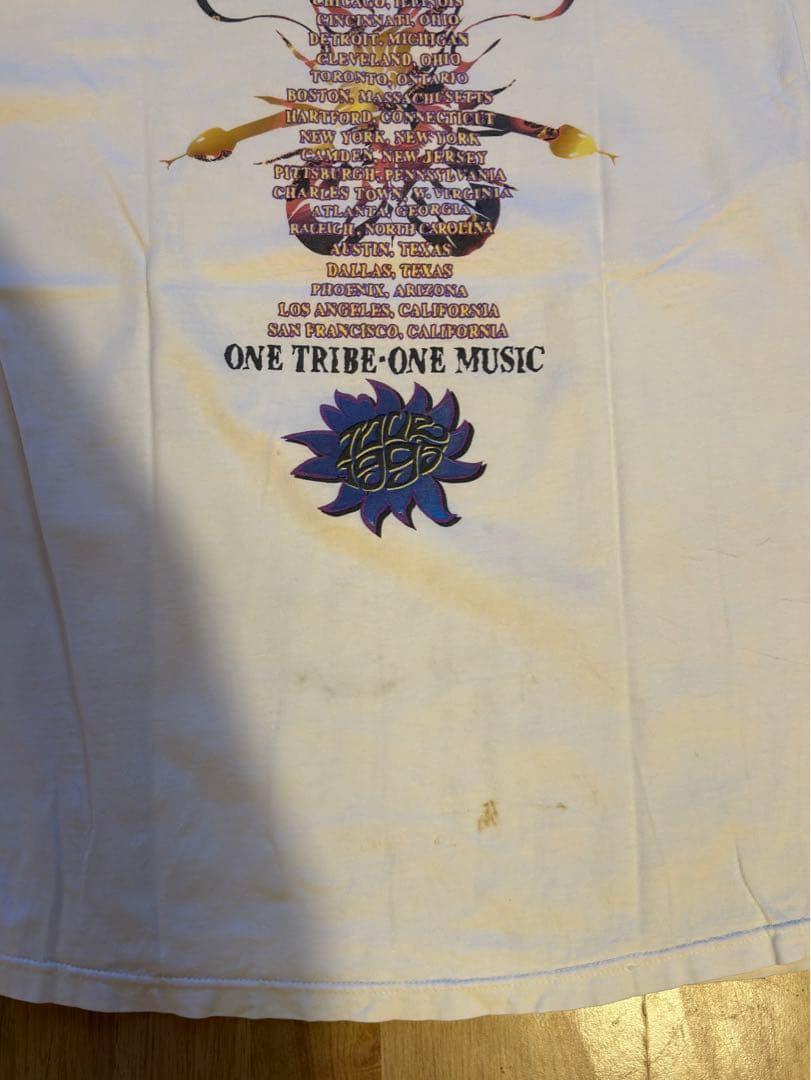 CHICAGO, ILLINOIS
CINCINNATI, OHIO
DETROIT, MICHIGAN
CLEVELAND, OHIO
TORONTO, ONTARIO
BOSTON, MASSACHUSETTS
HARTFORD, CONNECTICUT
NEW YORK, NEW YORK
CAMDEN, NEW JERSEY
PITTSBURGH, PENNSYLVANIA
CHARLES TOWN, W. VIRGINIA
ATLANTA, GEORGIA
RALEIGH, NORTH CAROLINA
AUSTIN, TEXAS
DALLAS, TEXAS
PHOENIX, ARIZONA
LOS ANGELES, CALIFORNIA
SAN FRANCISCO, CALIFORNIA
ONE TRIBE·ONE MUSIC